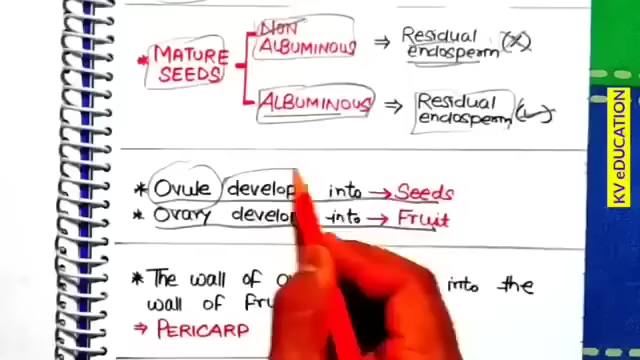 * MATURE SEEDS
NON ALBUMINOUS ⇒ Residual endosperm (×)
ALBUMINOUS ⇒ Residual endosperm (✓)
* Ovule develop into → Seeds
* Ovary develop into → Fruit
* The wall of into the
wall of
⇒ PERICARP
KV eDUCATION